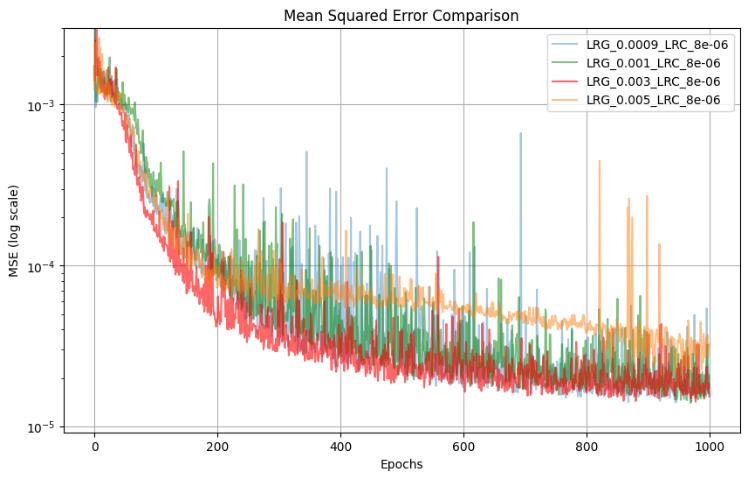 Mean Squared Error Comparison
LRG_0.0009_LRC_8e-06
LRG_0.001_LRC_8e-06
LRG_0.003_LRC_8e-06
LRG_0.005_LRC_8e-06
MSE (log scale)
10⁻³
10⁻⁴
10⁻⁵
0 200 400 600 800 1000
Epochs